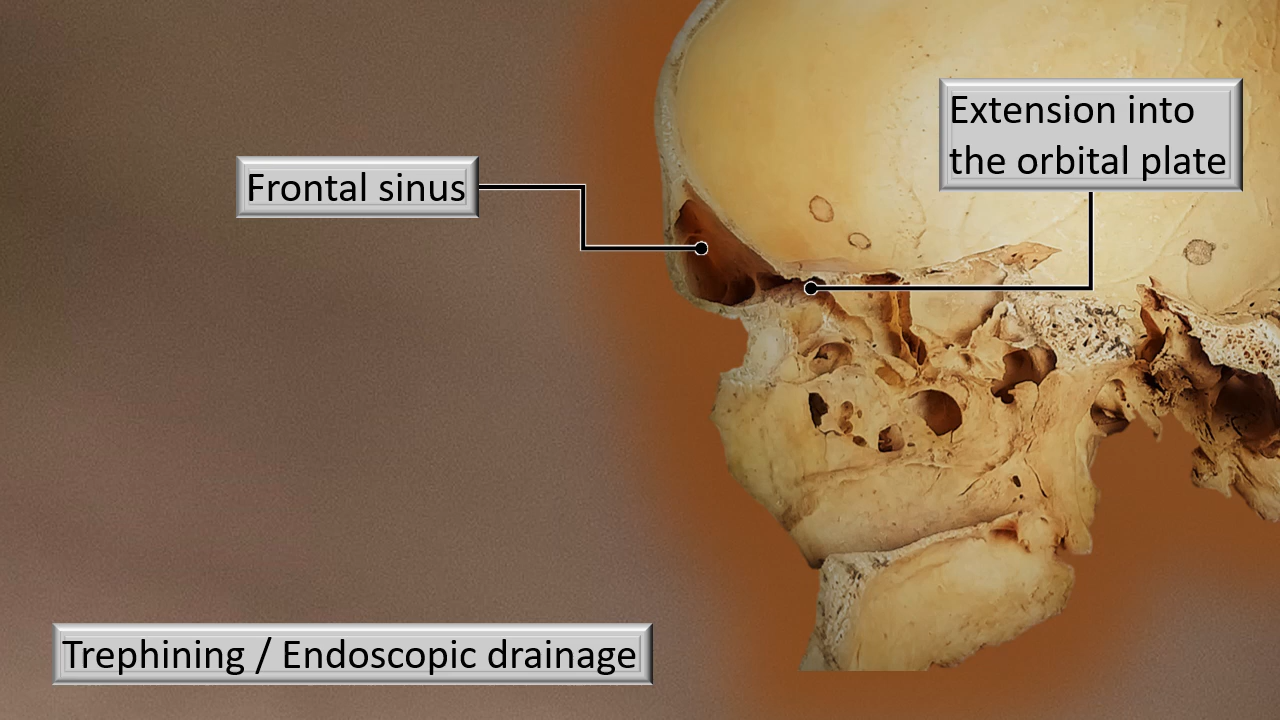 Extension into
the orbital plate
Frontal sinus
Trephining / Endoscopic drainage